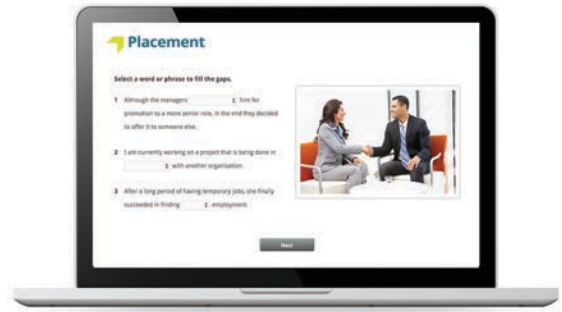 Placement
Select a word or phrase to fill the gaps.
1 Although the managers him for
promotion to a more senior role, in the end they decided
to offer it to someone else.
2 I am currently working on a project that is being done in
with another organisation.
3 After a long period of having temporary jobs, she finally
succeeded in finding employment.
Next